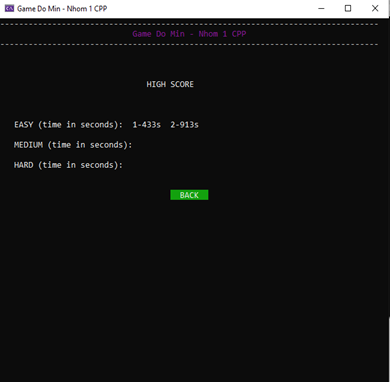 Game Do Min - Nhom 1 CPP
Game Do Min - Nhom 1 CPP
HIGH SCORE
EASY (time in seconds): 1-433s 2-913s
MEDIUM (time in seconds):
HARD (time in seconds):
BACK